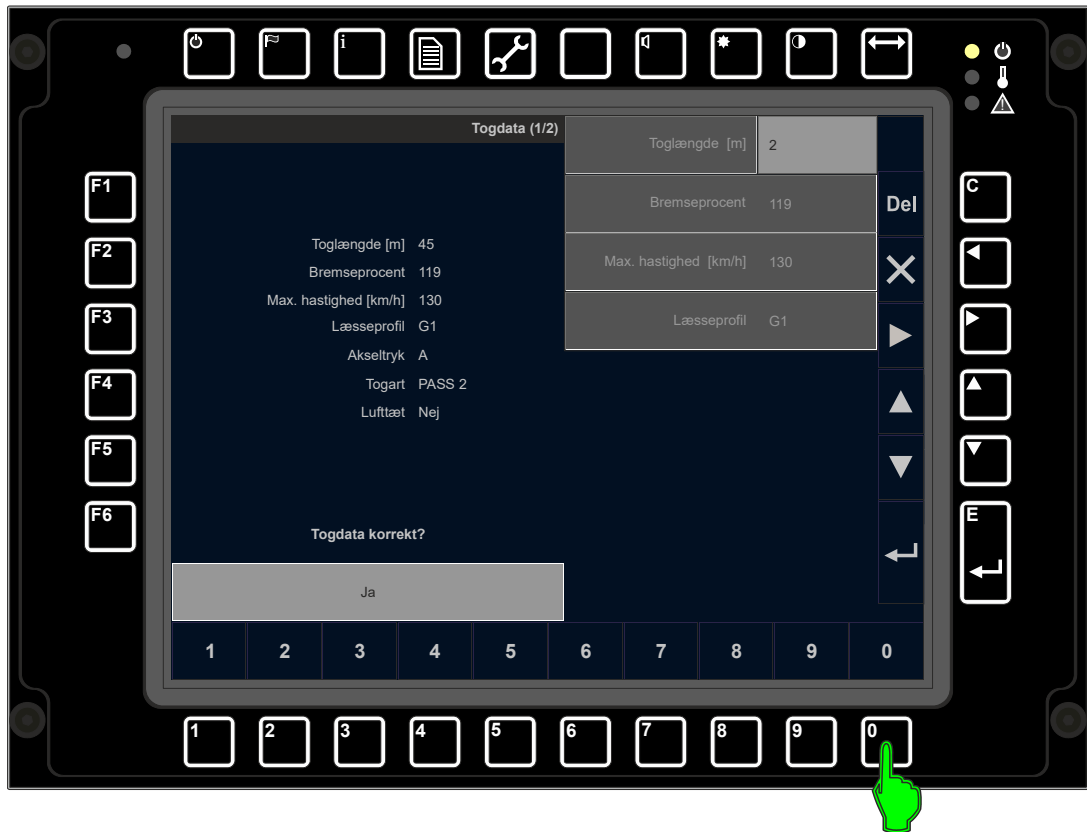 i
Togdata (1/2)
Toglængde [m] 2
Bremseprocent 119
Max. hastighed [km/h] 130
Læsseprofil G1
Toglængde [m] 45
Bremseprocent 119
Max. hastighed [km/h] 130
Læsseprofil G1
Akseltryk A
Togart PASS 2
Lufttæt Nej
Togdata korrekt?
Ja
F1
F2
F3
F4
F5
F6
Del
C
E
1 2 3 4 5 6 7 8 9 0
1 2 3 4 5 6 7 8 9 0